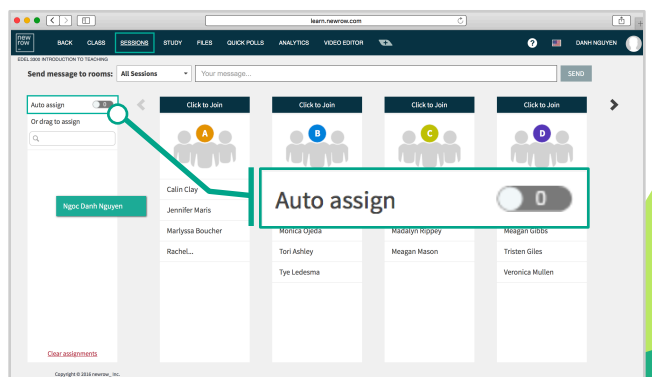 learn.newrow.com
new
row
BACK CLASS SESSIONS STUDY FILES QUICK POLLS ANALYTICS VIDEO EDITOR ? DANH NGUYEN
EDEL 2000 INTRODUCTION TO TEACHING
Send message to rooms: All Sessions Your message... SEND
Auto assign 0
Or drag to assign
Ngoc Danh Nguyen
Clear assignments
Click to Join
A
Calin Clay
Jennifer Maris
Marlyssa Boucher
Rachel...
Click to Join
B
Monica Ojeda
Tori Ashley
Tye Ledesma
Click to Join
C
Madalyn Rippey
Meagan Mason
Click to Join
D
Meagan Gibbs
Tristen Giles
Veronica Mullen
Auto assign 0
Copyright © 2016 newrow_ Inc.